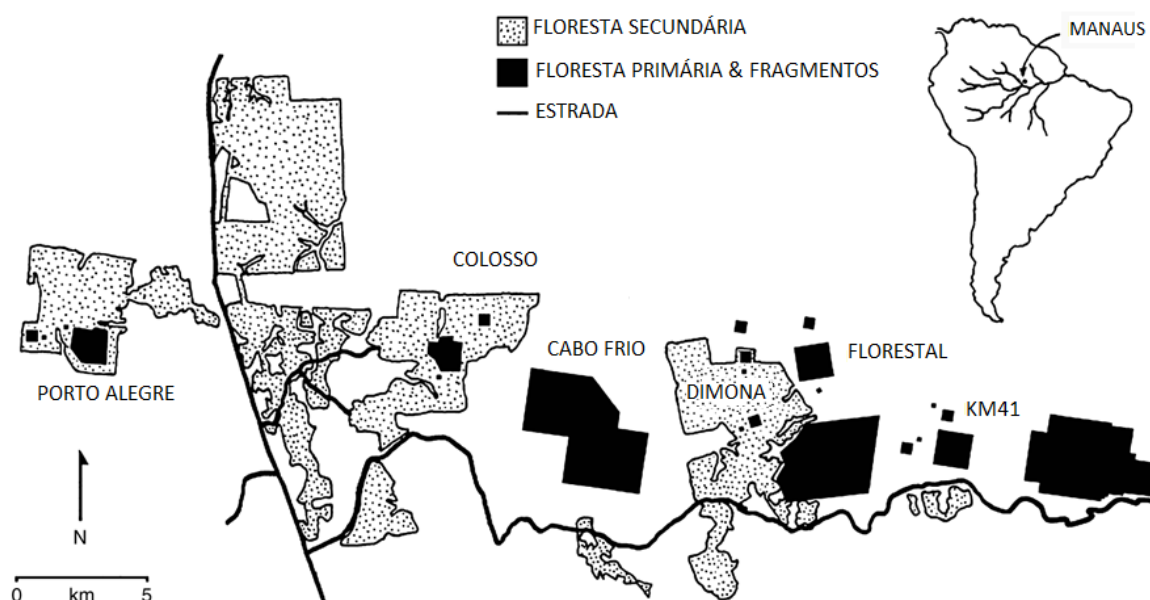 FLORESTA SECUNDÁRIA
MANAUS
FLORESTA PRIMÁRIA & FRAGMENTOS
ESTRADA
COLOSSO
CABO FRIO
FLORESTAL
PORTO ALEGRE
DIMONA
KM41
N
0 km 5